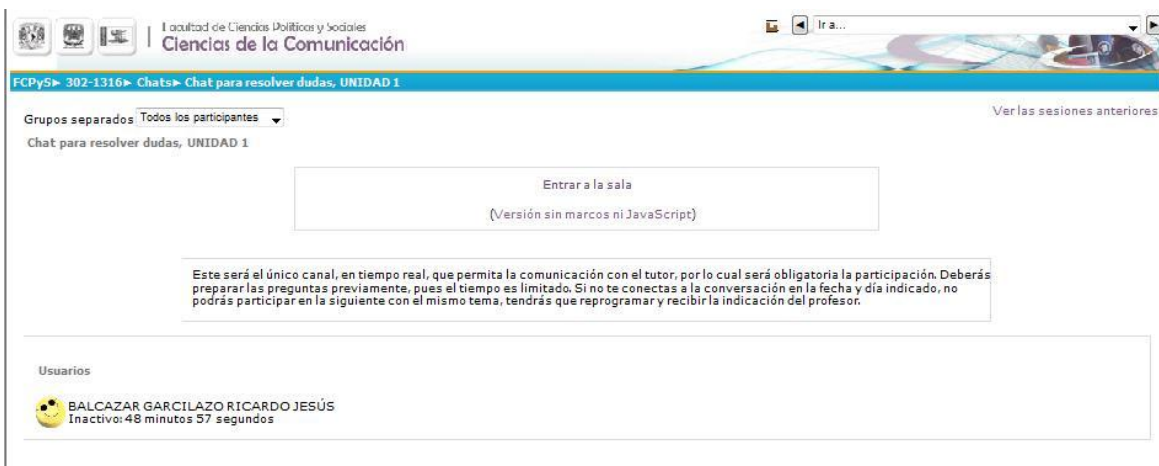 Facultad de Ciencias Políticas y Sociales
Ciencias de la Comunicación
Ir a...
FCPyS► 302-1316► Chats► Chat para resolver dudas, UNIDAD 1
Grupos separados Todos los participantes
Ver las sesiones anteriores
Chat para resolver dudas, UNIDAD 1
Entrar a la sala
(Versión sin marcos ni JavaScript)
Este será el único canal, en tiempo real, que permita la comunicación con el tutor, por lo cual será obligatoria la participación. Deberás
preparar las preguntas previamente, pues el tiempo es limitado. Si no te conectas a la conversación en la fecha y día indicado, no
podrás participar en la siguiente con el mismo tema, tendrás que reprogramar y recibir la indicación del profesor.
Usuarios
BALCAZAR GARCILAZO RICARDO JESÚS
Inactivo: 48 minutos 57 segundos